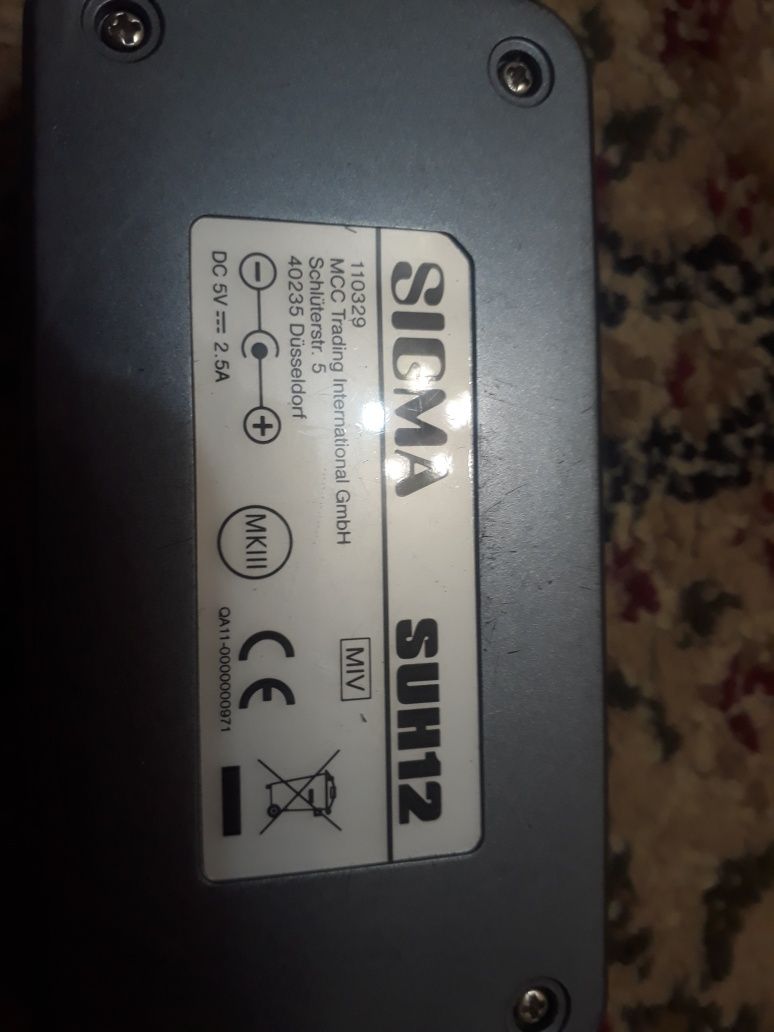 SIGMA SUH12
110329
MCC Trading International GmbH
Schlüterstr. 5
40235 Düsseldorf
MIV
DC 5V 2.5A
MKIII
CE
QA11-0000000971